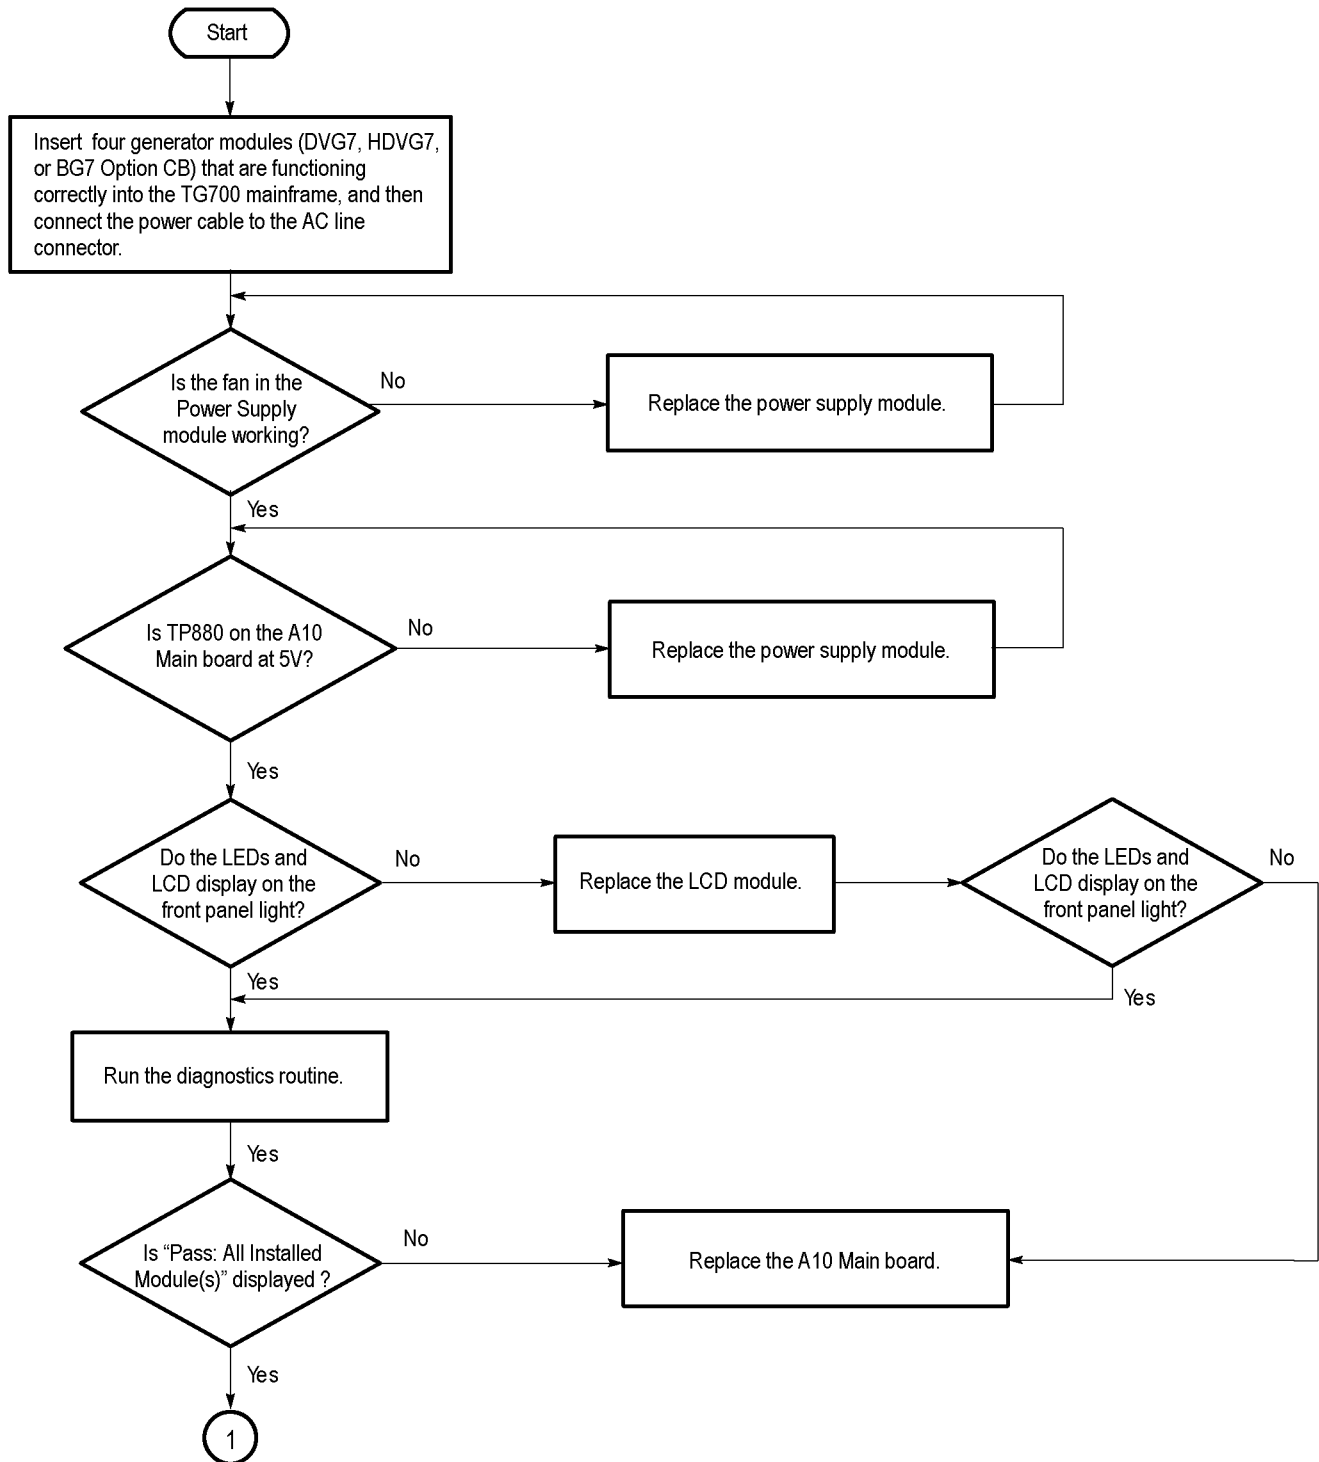 Start
Insert four generator modules (DVG7, HDVG7,
or BG7 Option CB) that are functioning
correctly into the TG700 mainframe, and then
connect the power cable to the AC line
connector.
Is the fan in the
Power Supply
module working?
No
Replace the power supply module.
Yes
Is TP880 on the A10
Main board at 5V?
No
Replace the power supply module.
Yes
Do the LEDs and
LCD display on the
front panel light?
No
Replace the LCD module.
Do the LEDs and
LCD display on the
front panel light?
No
Yes
Yes
Run the diagnostics routine.
Yes
Is “Pass: All Installed
Module(s)” displayed ?
No
Replace the A10 Main board.
Yes
1